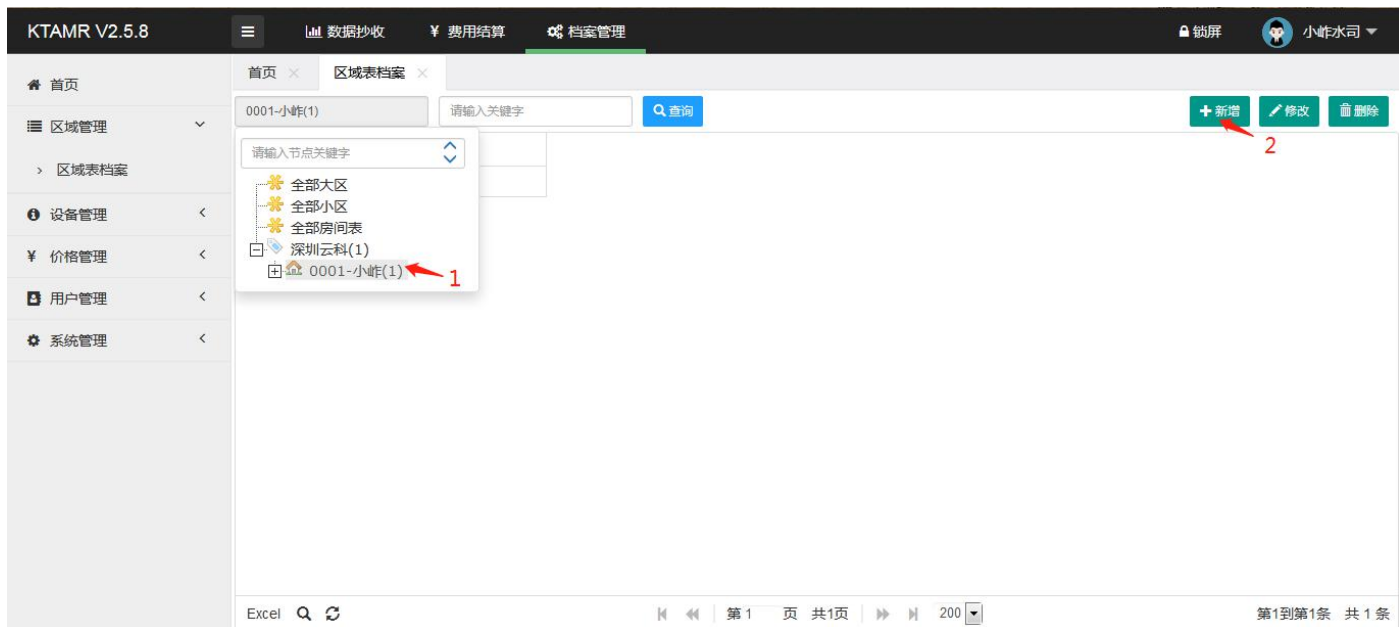 KTAMR V2.5.8
数据抄收
¥ 费用结算
档案管理
锁屏
小岞水司
首页
区域管理
区域表档案
设备管理
¥ 价格管理
用户管理
系统管理
首页 ×
区域表档案 ×
0001-小岞(1)
请输入关键字
查询
+新增
修改
删除
请输入节点关键字
全部大区
全部小区
全部房间表
深圳云科(1)
0001-小岞(1)
1
2
Excel
第 1 页 共1页
200
第1到第1条 共 1 条